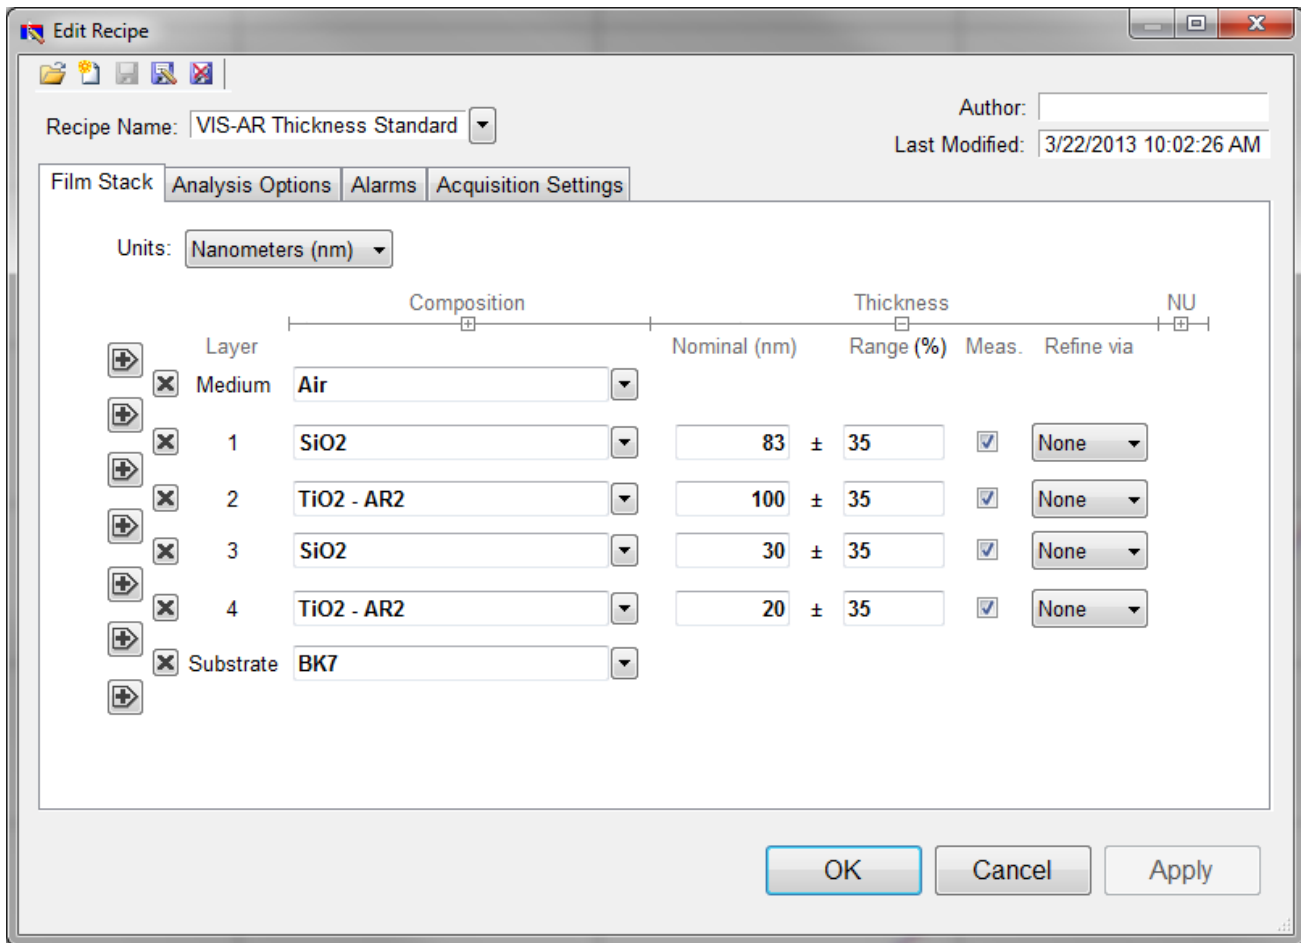 Edit Recipe
Author:
Recipe Name: VIS-AR Thickness Standard
Last Modified: 3/22/2013 10:02:26 AM
Film Stack Analysis Options Alarms Acquisition Settings
Units: Nanometers (nm)
Composition Thickness NU
Layer Nominal (nm) Range (%) Meas. Refine via
Medium Air
1 SiO2 83 ± 35 None
2 TiO2 - AR2 100 ± 35 None
3 SiO2 30 ± 35 None
4 TiO2 - AR2 20 ± 35 None
Substrate BK7
OK Cancel Apply